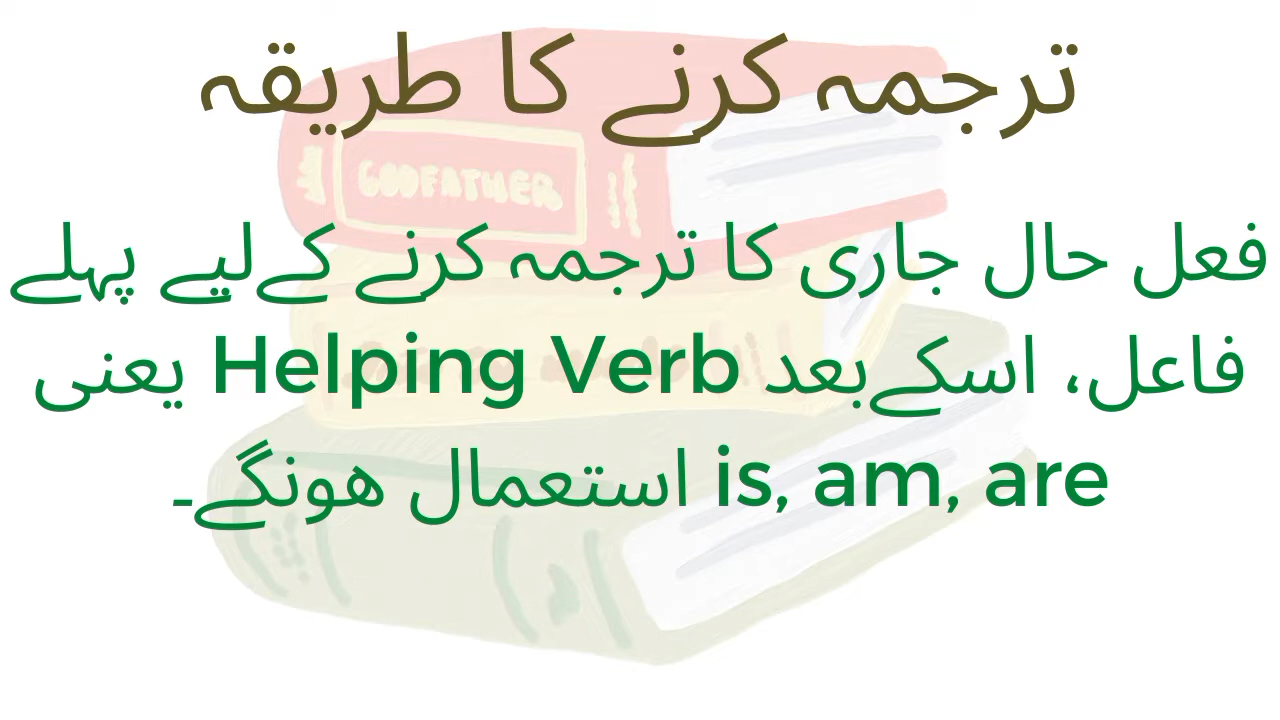 ترجمہ کرنے کا طریقہ
GODFATHER
فعل حال جاری کا ترجمہ کرنے کےلیے پہلے
فاعل، اسکےبعد Helping Verb یعنی
is, am, are استعمال ھونگے۔